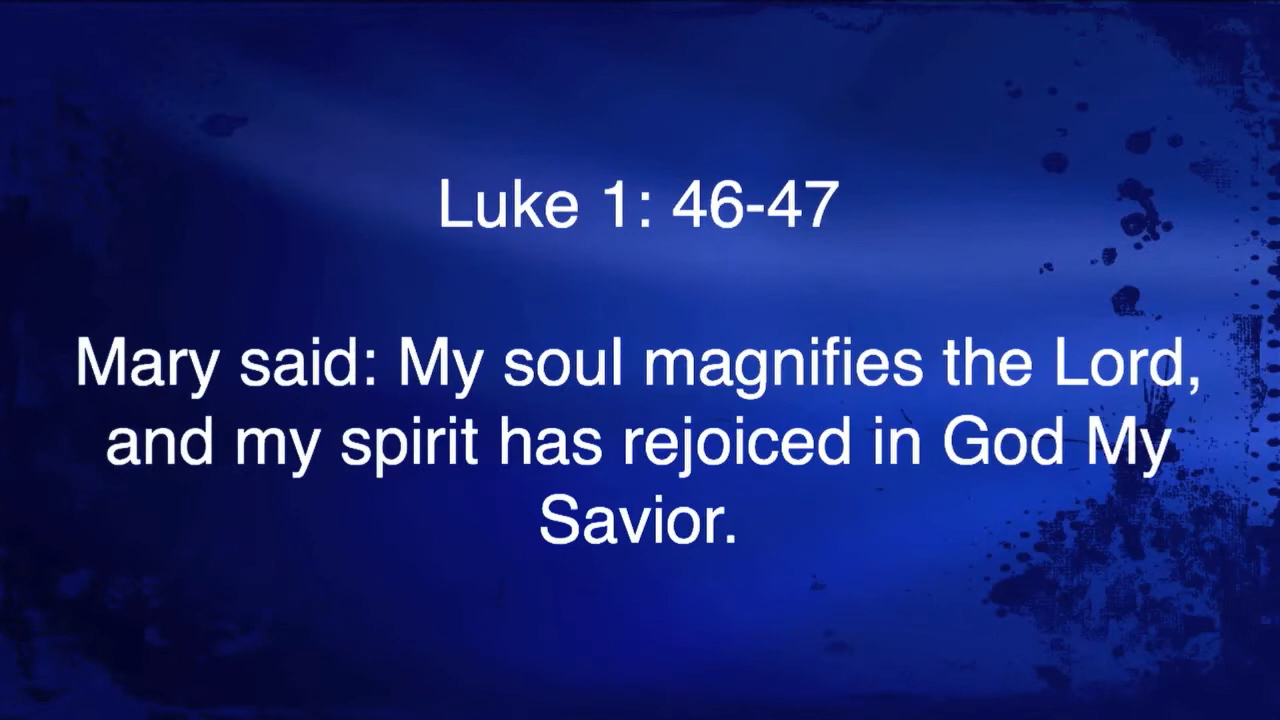 Luke 1: 46-47
Mary said: My soul magnifies the Lord,
and my spirit has rejoiced in God My
Savior.